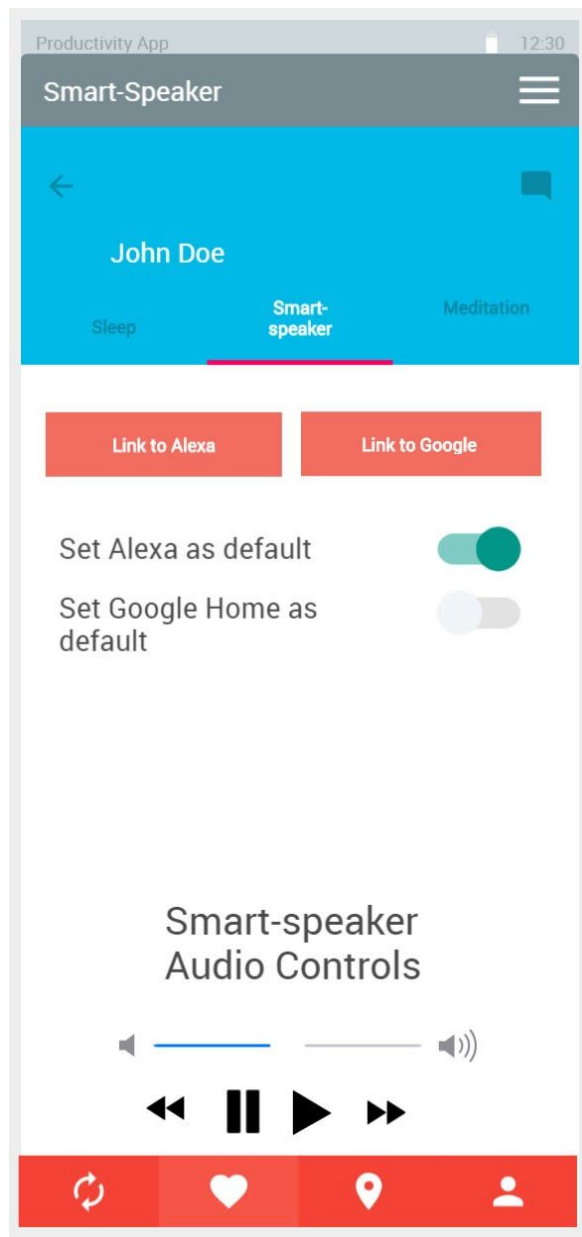 Productivity App 12:30
Smart-Speaker
John Doe
Sleep
Smart-
speaker
Meditation
Link to Alexa
Link to Google
Set Alexa as default
Set Google Home as
default
Smart-speaker
Audio Controls